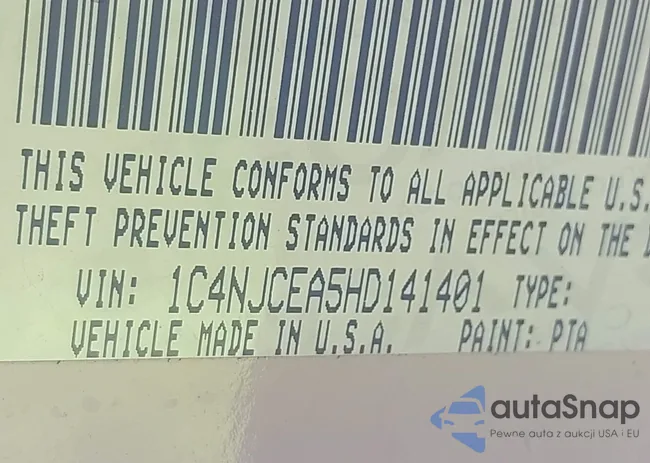 THIS VEHICLE CONFORMS TO ALL APPLICABLE U.S.
THEFT PREVENTION STANDARDS IN EFFECT ON THE
VIN: 1C4NJCEA5HD141401 TYPE:
VEHICLE MADE IN U.S.A. PAINT: PTA
autaSnap
Pewne auta z aukcji USA i EU